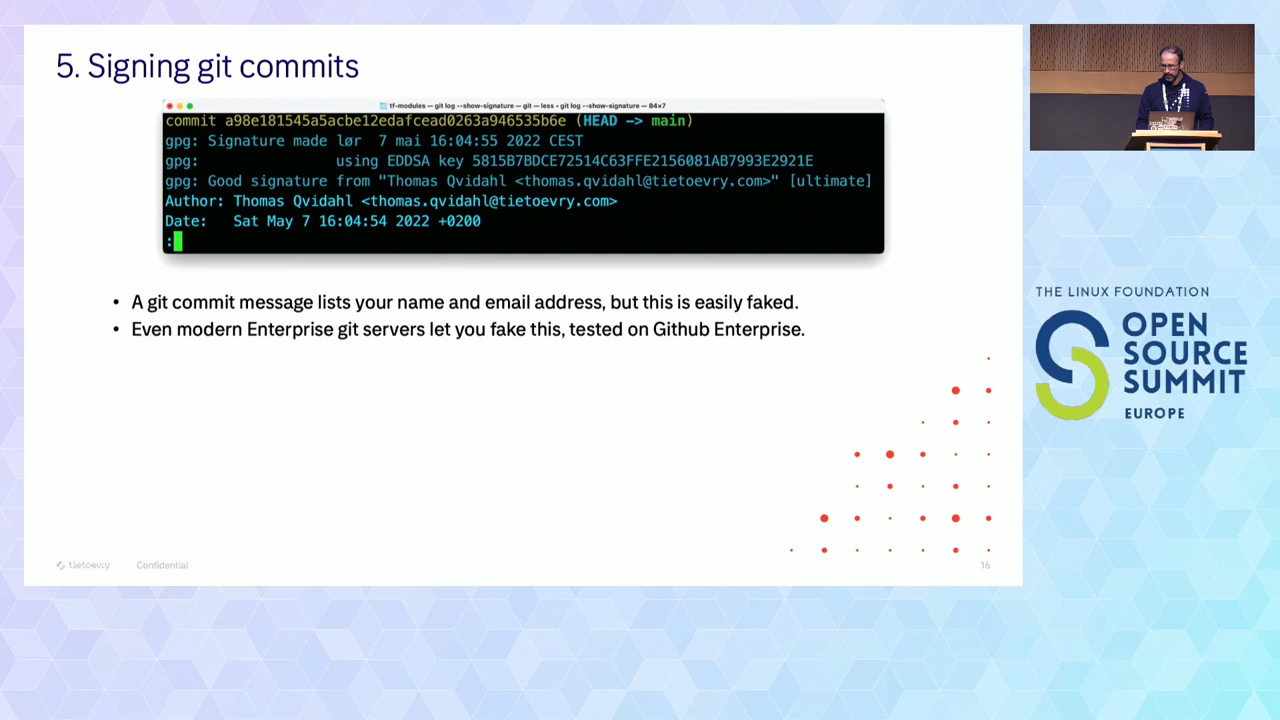 5. Signing git commits
tf-modules — git log --show-signature — git — less • git log --show-signature — 84×7
commit a98e181545a5acbe12edafcead0263a946535b6e (HEAD -> main)
gpg: Signature made lør  7 mai 16:04:55 2022 CEST
gpg:                using EDDSA key 5815B7BDCE72514C63FFE2156081AB7993E2921E
gpg: Good signature from "Thomas Qvidahl <thomas.qvidahl@tietoevry.com>" [ultimate]
Author: Thomas Qvidahl <thomas.qvidahl@tietoevry.com>
Date:   Sat May 7 16:04:54 2022 +0200
:
• A git commit message lists your name and email address, but this is easily faked.
• Even modern Enterprise git servers let you fake this, tested on Github Enterprise.
tietoevry
Confidential
16
THE LINUX FOUNDATION
OPEN
SOURCE
SUMMIT
EUROPE